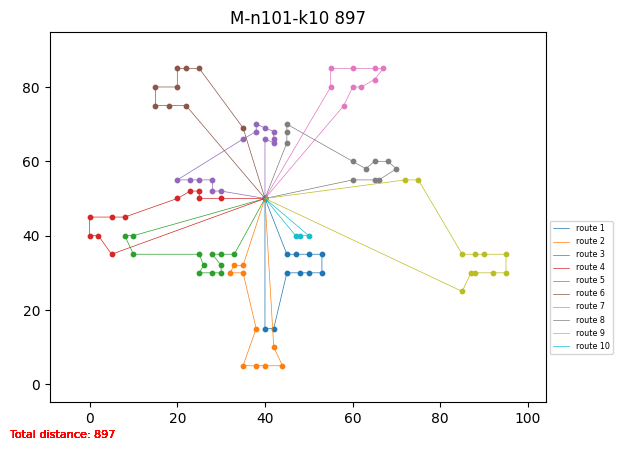 M-n101-k10 897
80
60
40
20
0
0 20 40 60 80 100
route 1
route 2
route 3
route 4
route 5
route 6
route 7
route 8
route 9
route 10
Total distance: 897